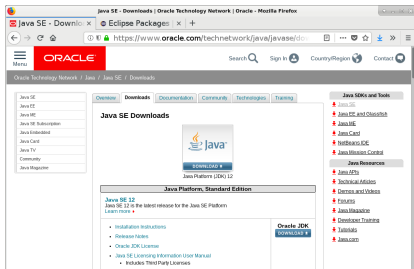 Java SE Downloads | Oracle Technology Network | Oracle - Mozilla Firefox
Java SE - Downloa
Eclipse Packages
https://www.oracle.com/technetwork/java/javase/dow
Menu
ORACLE
Search
Sign In
Country/Region
Contact
Oracle Technology Network / Java / Java SE / Downloads
Java SE
Java EE
Java ME
Java SE Subscription
Java Embedded
Java Card
Java TV
Community
Java Magazine
Overview
Downloads
Documentation
Community
Technologies
Training
Java SE Downloads
Java
DOWNLOAD
Java Platform (JDK) 12
Java Platform, Standard Edition
Java SE 12
Java SE 12 is the latest release for the Java SE Platform
Learn more
Installation Instructions
Release Notes
Oracle JDK License
Java SE Licensing Information User Manual
Includes Third Party Licenses
Oracle JDK
DOWNLOAD
Java SDKs and Tools
Java SE
Java EE and Glassfish
Java ME
Java Card
NetBeans IDE
Java Mission Control
Java Resources
Java APIs
Technical Articles
Demos and Videos
Forums
Java Magazine
Developer Training
Tutorials
Java.com